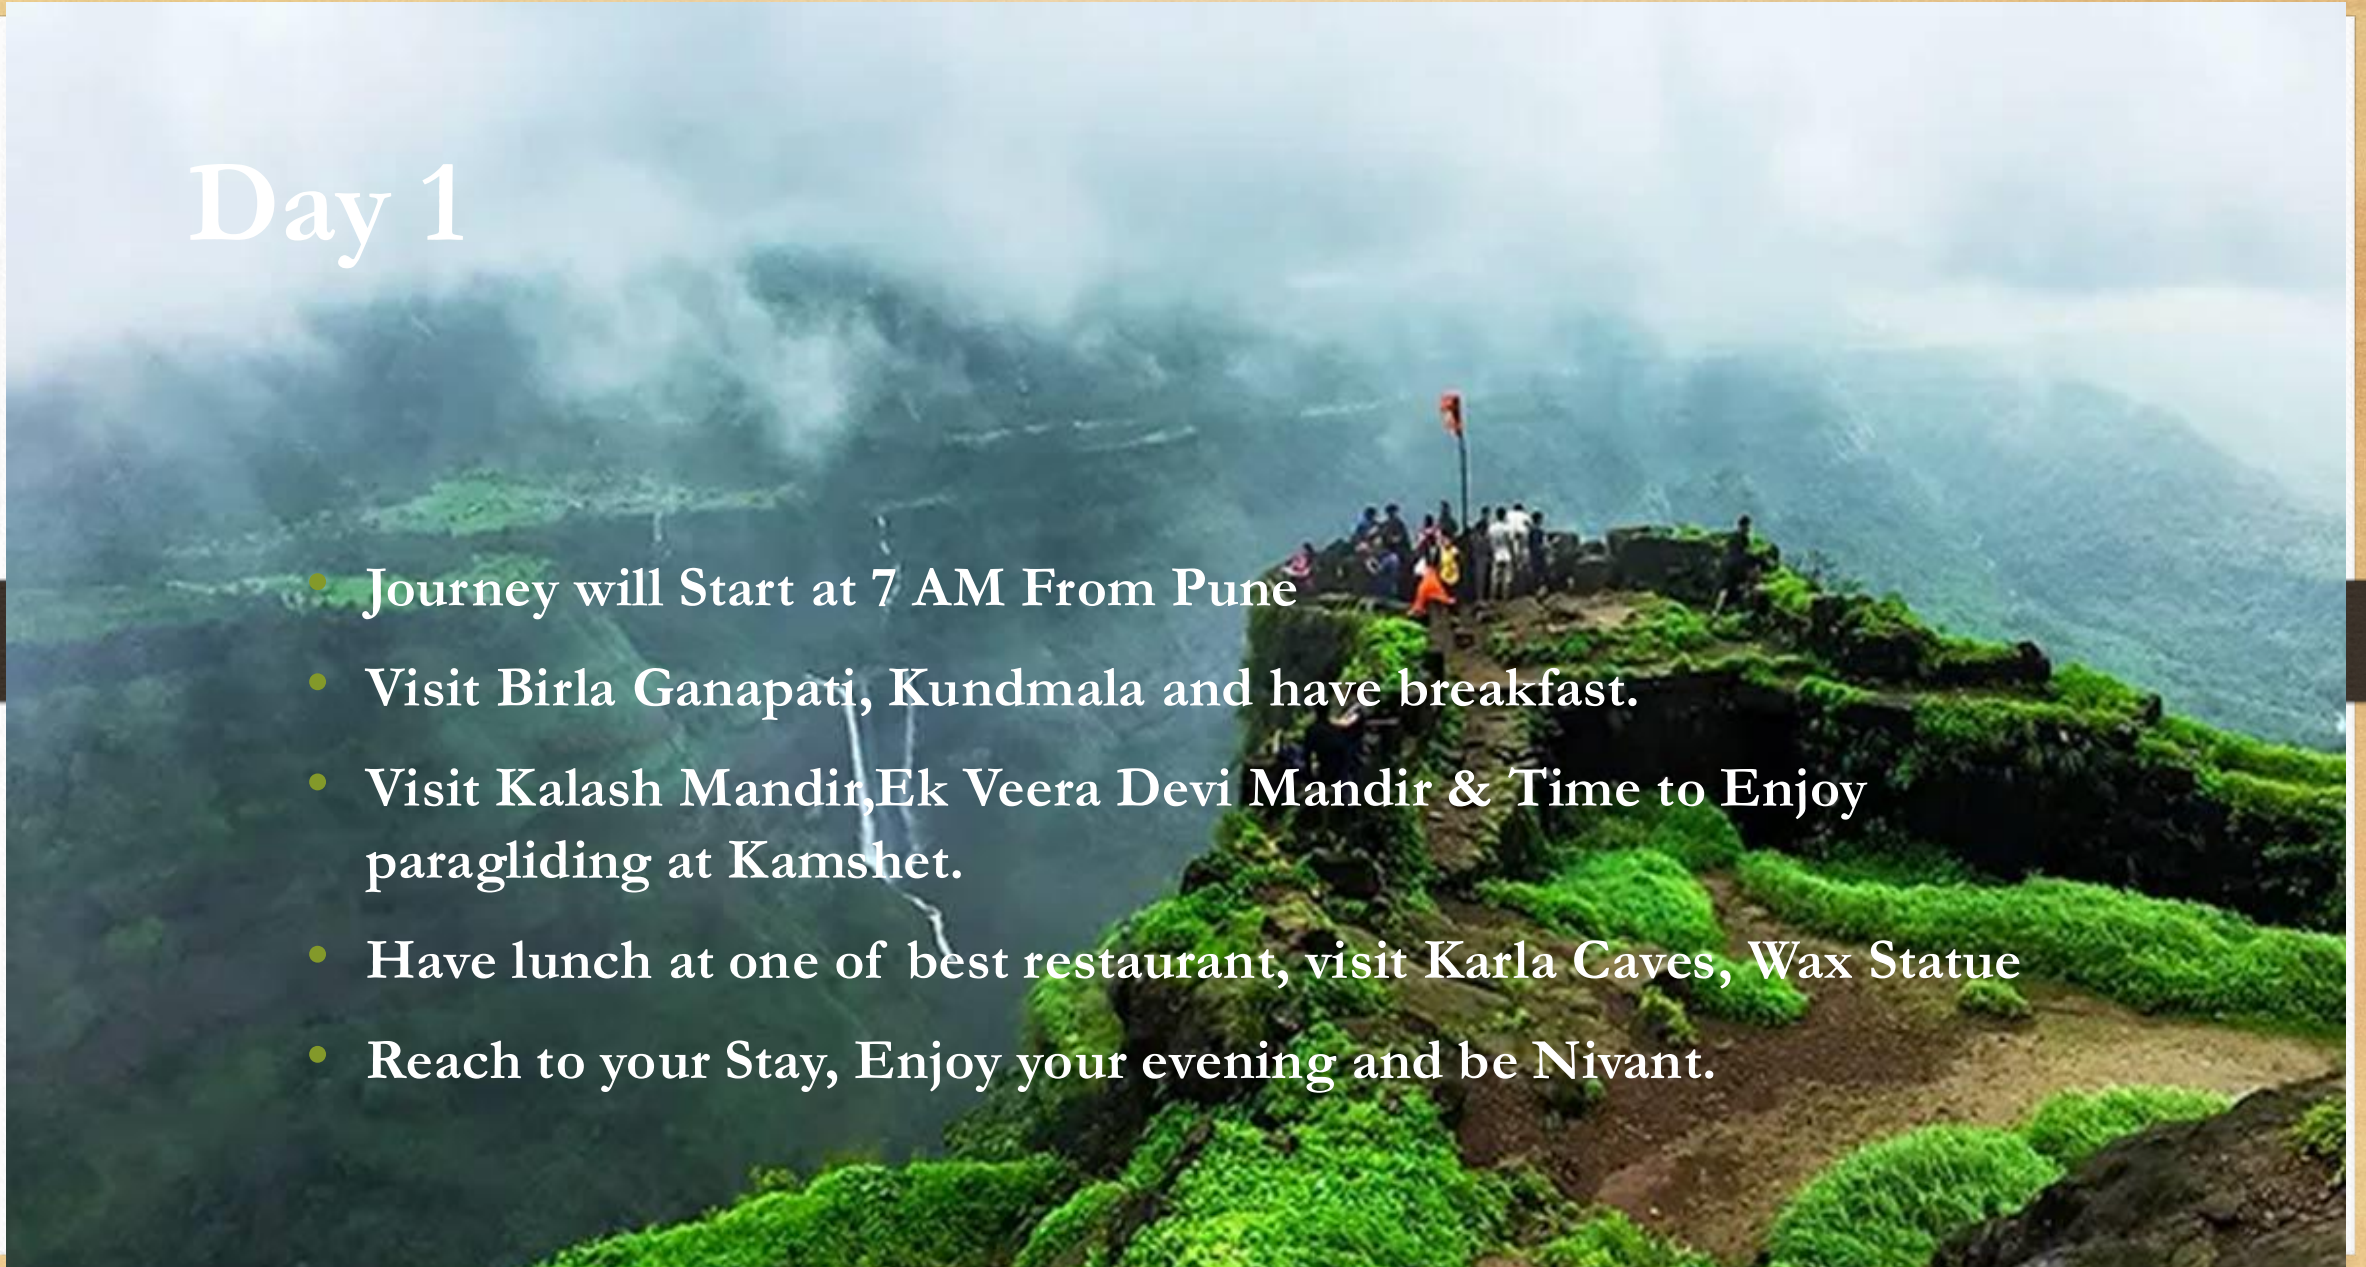 Day 1
• Journey will Start at 7 AM From Pune
• Visit Birla Ganapati, Kundmala and have breakfast.
• Visit Kalash Mandir,Ek Veera Devi Mandir & Time to Enjoy
paragliding at Kamshet.
• Have lunch at one of best restaurant, visit Karla Caves, Wax Statue
• Reach to your Stay, Enjoy your evening and be Nivant.